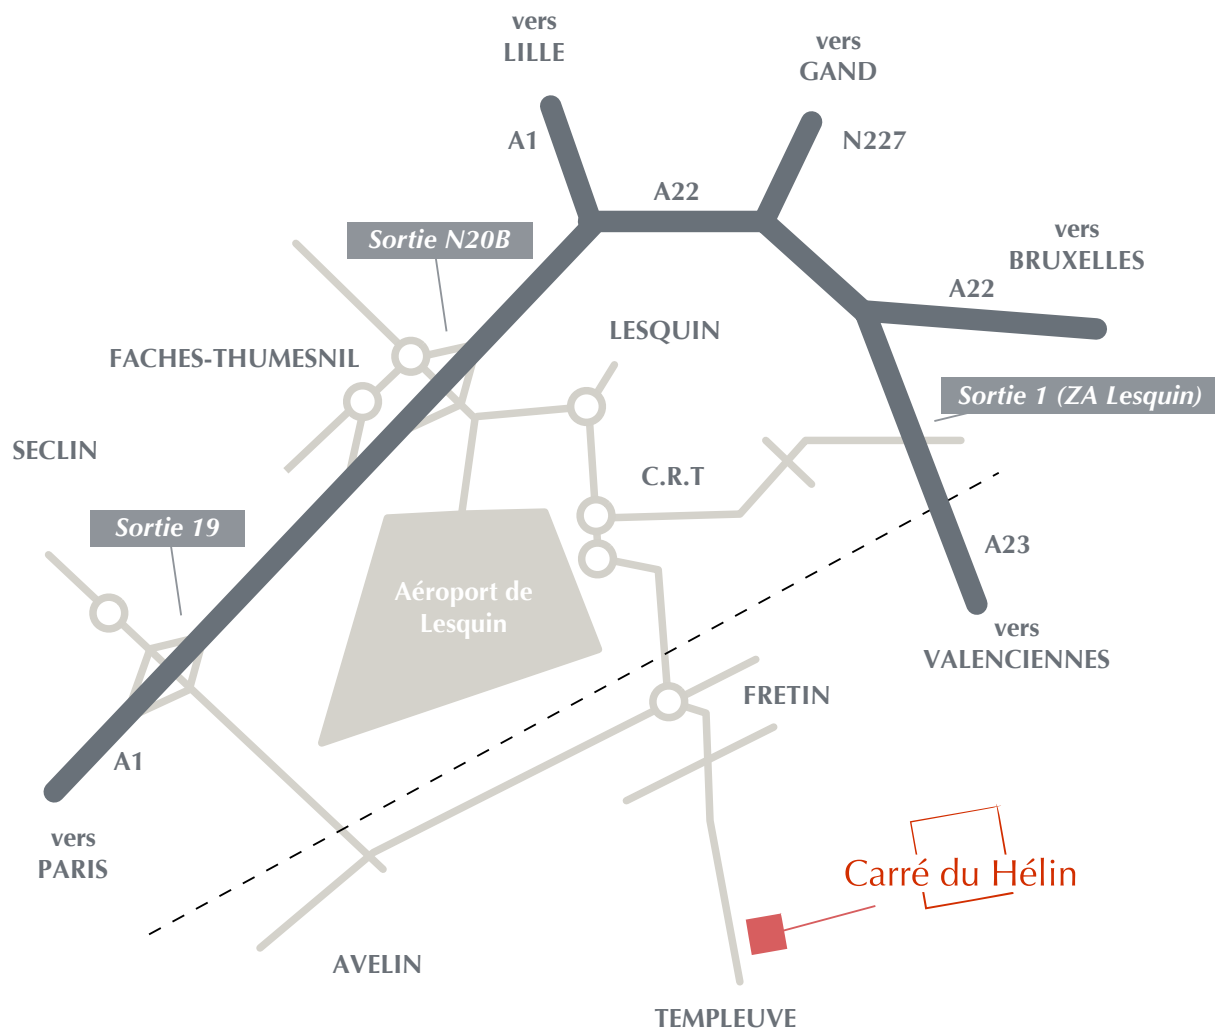 vers
LILLE
vers
GAND
A1
N227
A22
Sortie N20B
vers
BRUXELLES
A22
LESQUIN
FACHES-THUMESNIL
Sortie 1 (ZA Lesquin)
SECLIN
C.R.T
Sortie 19
A23
Aéroport de
Lesquin
vers
VALENCIENNES
FRETIN
A1
vers
PARIS
Carré du Hélin
AVELIN
TEMPLEUVE